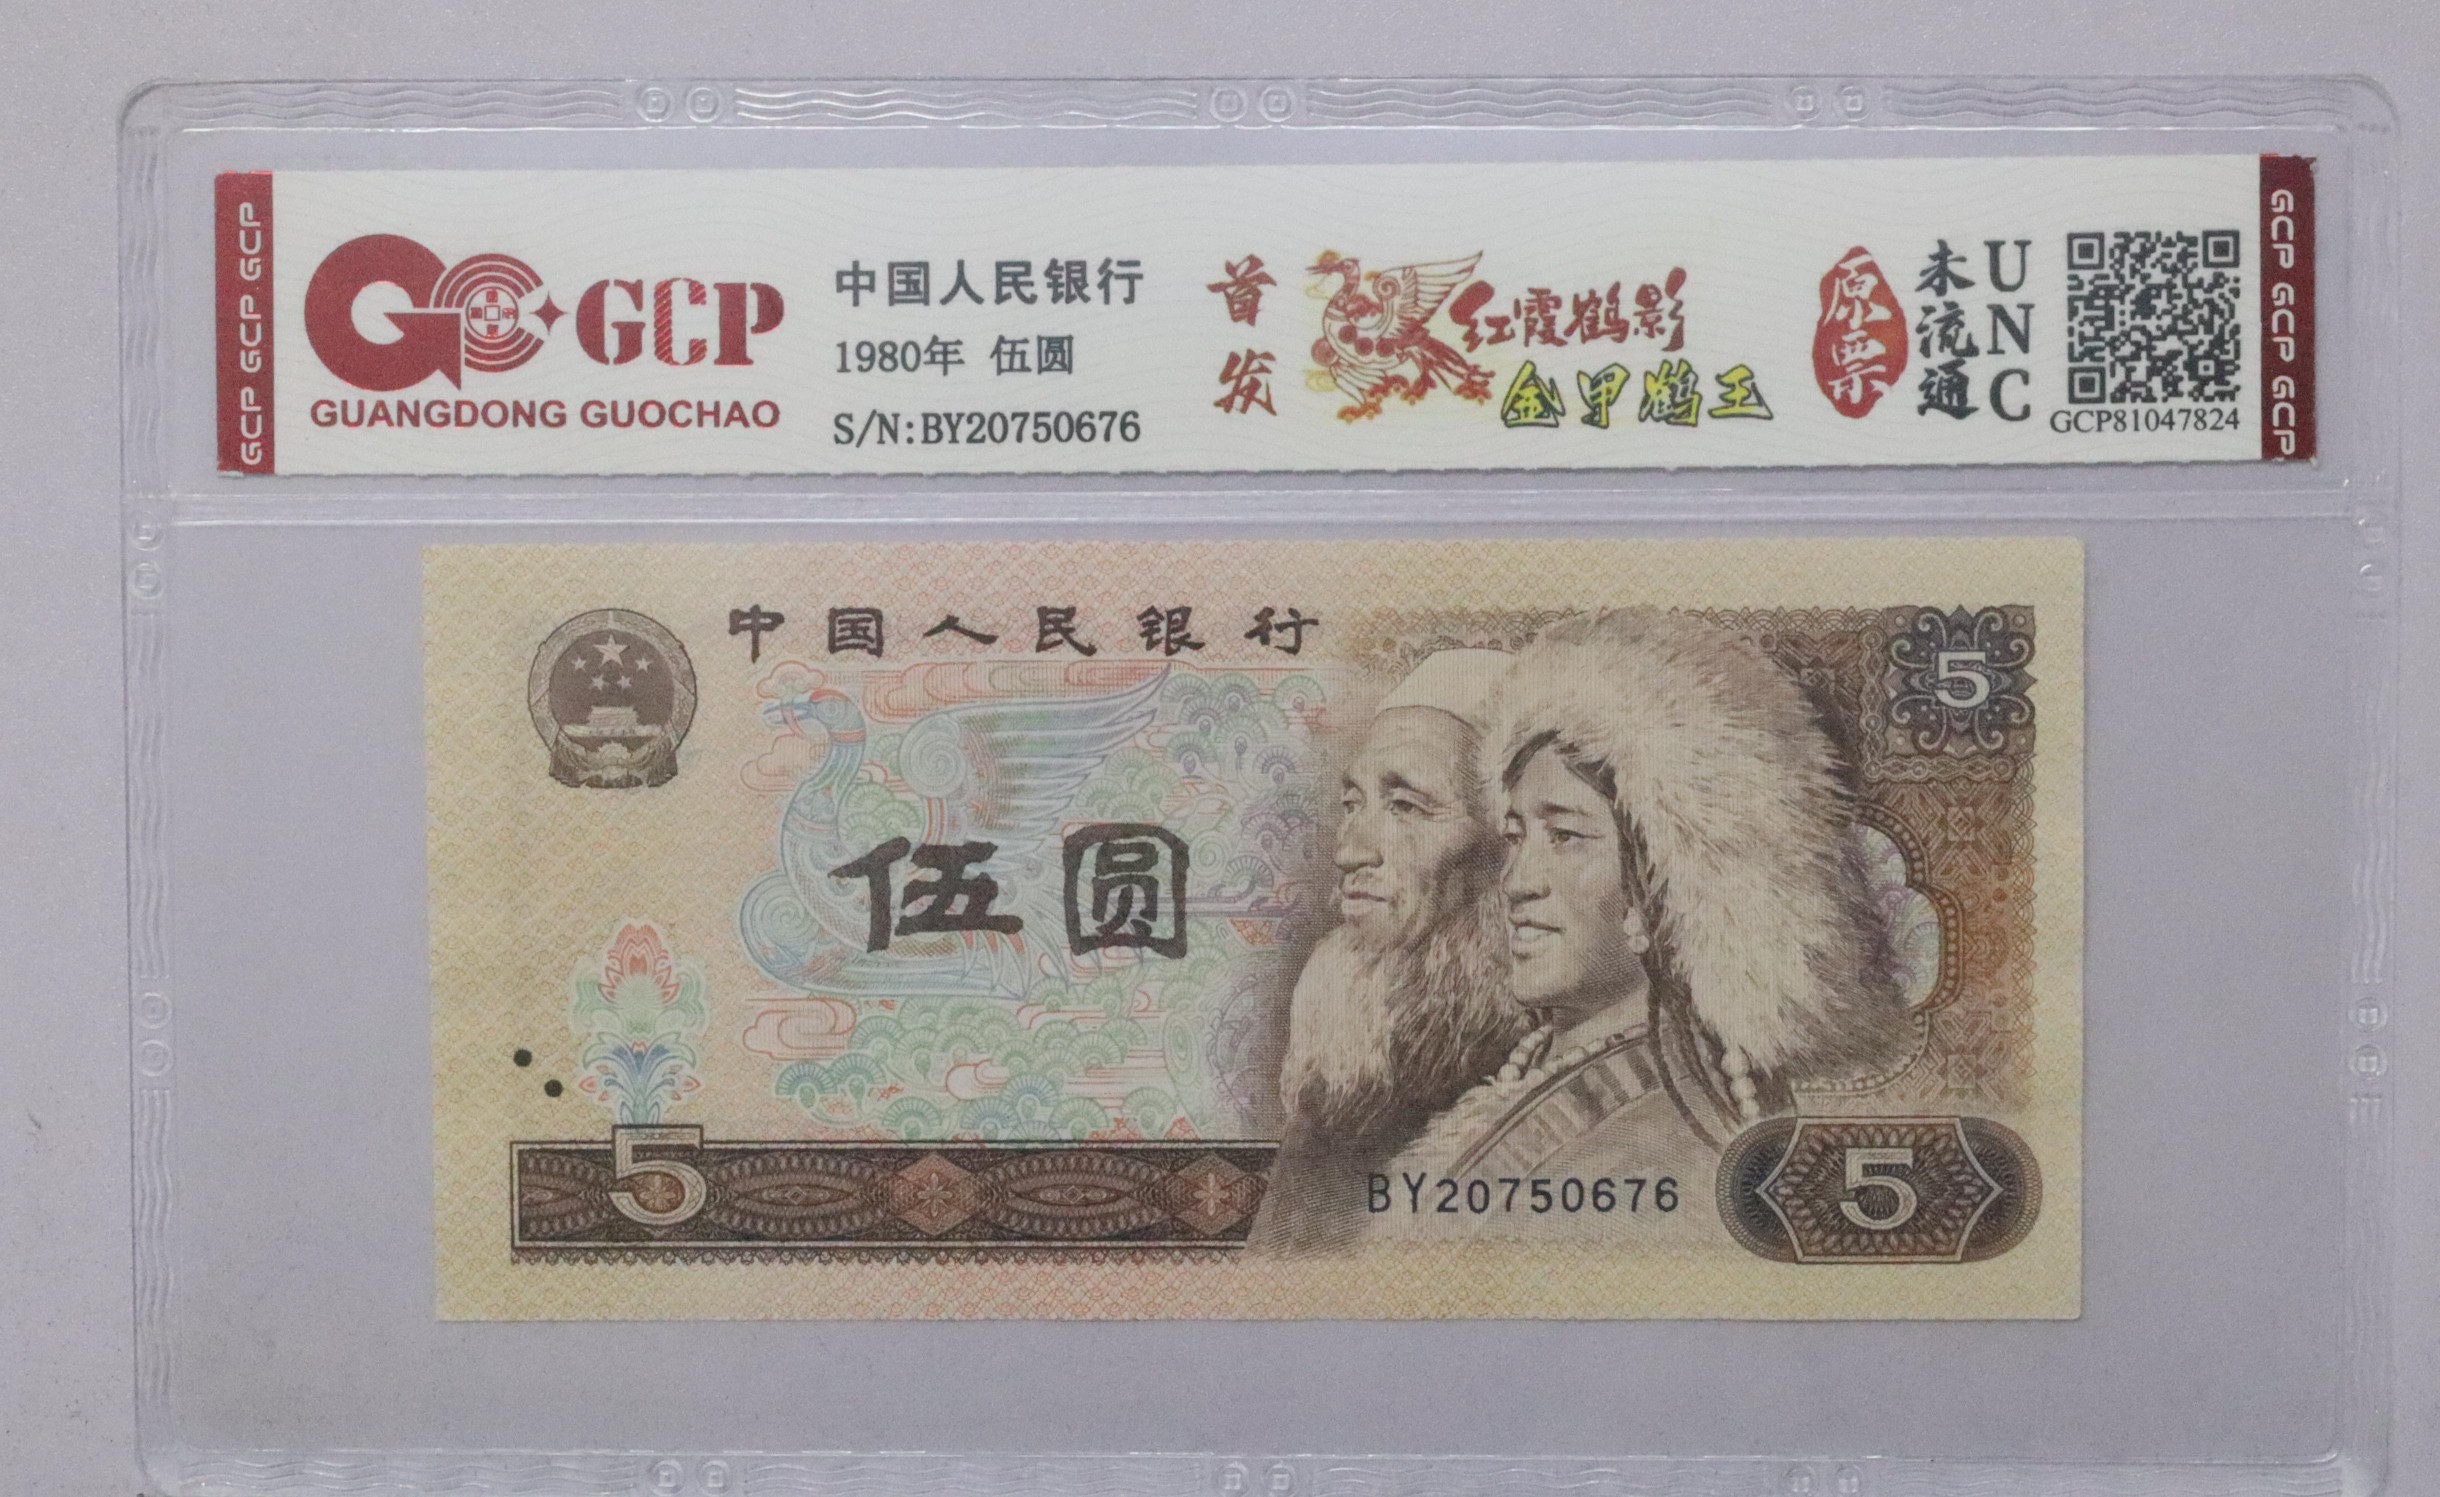 GCP GCP GCP
GCP
GUANGDONG GUOCHAO
中国人民银行
1980年 伍圆
S/N:BY20750676
首发
红霞鹤影
金甲鹤王
原票
未流通
UNC
GCP81047824
GCP GCP GCP
中国人民银行
5
伍圆
5
BY20750676
5